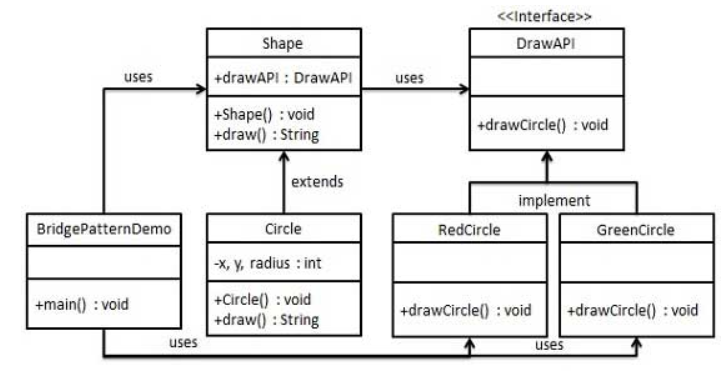 <<Interface>>
Shape
DrawAPI
+drawAPI : DrawAPI
uses
uses
+Shape() : void
+draw() : String
+drawCircle() : void
extends
implement
BridgePatternDemo
Circle
RedCircle
GreenCircle
-x, y, radius : int
+main() : void
+Circle() : void
+draw() : String
+drawCircle() : void
+drawCircle() : void
uses
uses